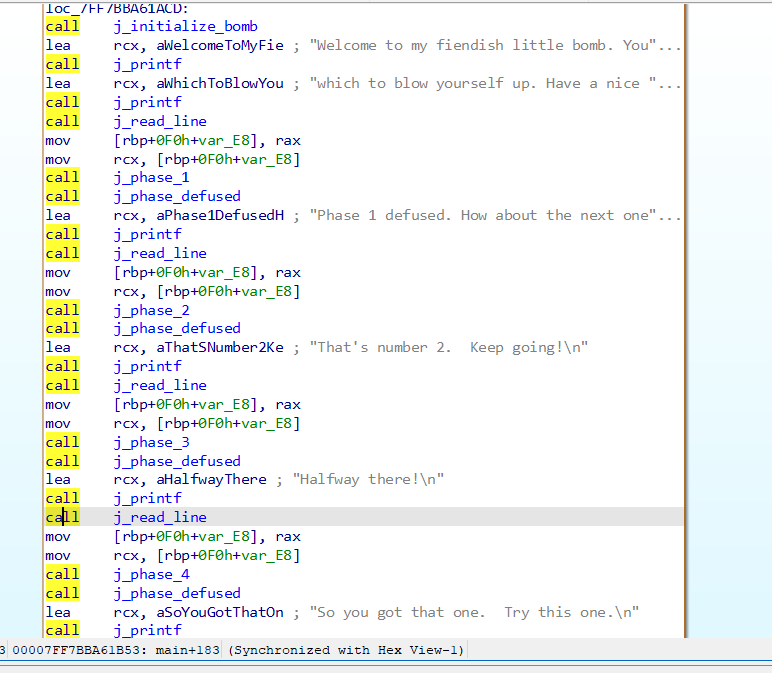 loc_7FF7BBA61ACD:
call    j_initialize_bomb
lea     rcx, aWelcomeToMyFie ; "Welcome to my fiendish little bomb. You"...
call    j_printf
lea     rcx, aWhichToBlowYou ; "which to blow yourself up. Have a nice "...
call    j_printf
call    j_read_line
mov     [rbp+0F0h+var_E8], rax
mov     rcx, [rbp+0F0h+var_E8]
call    j_phase_1
call    j_phase_defused
lea     rcx, aPhase1DefusedH ; "Phase 1 defused. How about the next one"...
call    j_printf
call    j_read_line
mov     [rbp+0F0h+var_E8], rax
mov     rcx, [rbp+0F0h+var_E8]
call    j_phase_2
call    j_phase_defused
lea     rcx, aThatSNumber2Ke ; "That's number 2.  Keep going!\n"
call    j_printf
call    j_read_line
mov     [rbp+0F0h+var_E8], rax
mov     rcx, [rbp+0F0h+var_E8]
call    j_phase_3
call    j_phase_defused
lea     rcx, aHalfwayThere ; "Halfway there!\n"
call    j_printf
call    j_read_line
mov     [rbp+0F0h+var_E8], rax
mov     rcx, [rbp+0F0h+var_E8]
call    j_phase_4
call    j_phase_defused
lea     rcx, aSoYouGotThatOn ; "So you got that one.  Try this one.\n"
call    j_printf
3 00007FF7BBA61B53: main+183 (Synchronized with Hex View-1)